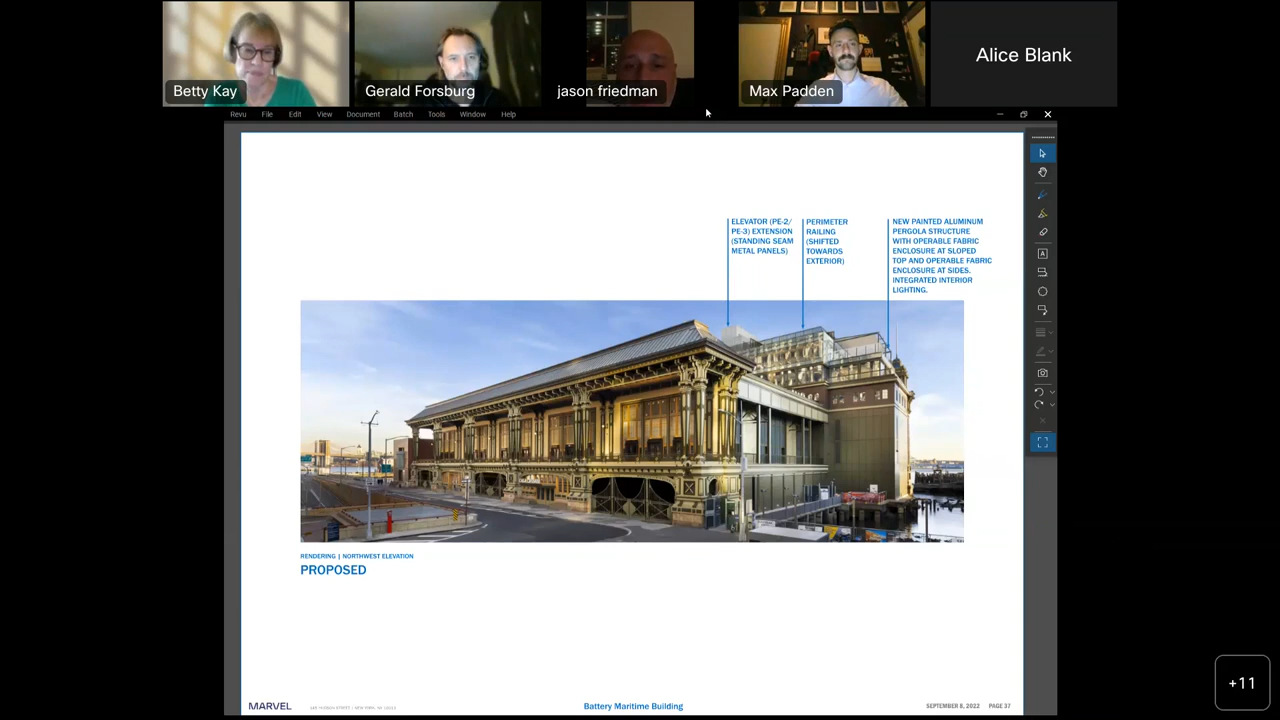 Betty Kay
Gerald Forsburg
jason friedman
Max Padden
Alice Blank
Revu File Edit View Document Batch Tools Window Help
ELEVATOR (PE-2/
PE-3) EXTENSION
(STANDING SEAM
METAL PANELS)
PERIMETER
RAILING
(SHIFTED
TOWARDS
EXTERIOR)
NEW PAINTED ALUMINUM
PERGOLA STRUCTURE
WITH OPERABLE FABRIC
ENCLOSURE AT SLOPED
TOP AND OPERABLE FABRIC
ENCLOSURE AT SIDES.
INTEGRATED INTERIOR
LIGHTING.
RENDERING | NORTHWEST ELEVATION
PROPOSED
MARVEL
Battery Maritime Building
SEPTEMBER 8, 2022 PAGE 37
+11